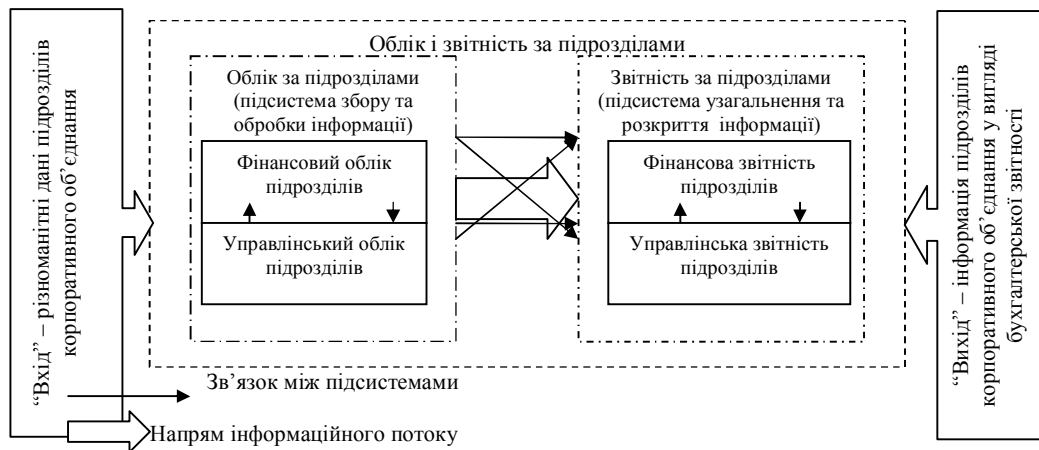 “Вхід” – різноманітні дані підрозділів
корпоративного об’єднання
Облік і звітність за підрозділами
Облік за підрозділами
(підсистема збору та
обробки інформації)
Фінансовий облік
підрозділів
Управлінський облік
підрозділів
Звітність за підрозділами
(підсистема узагальнення та
розкриття інформації)
Фінансова звітність
підрозділів
Управлінська звітність
підрозділів
“Вихід” – інформація підрозділів
корпоративного об’єднання у вигляді
бухгалтерської звітності
Зв’язок між підсистемами
Напрям інформаційного потоку